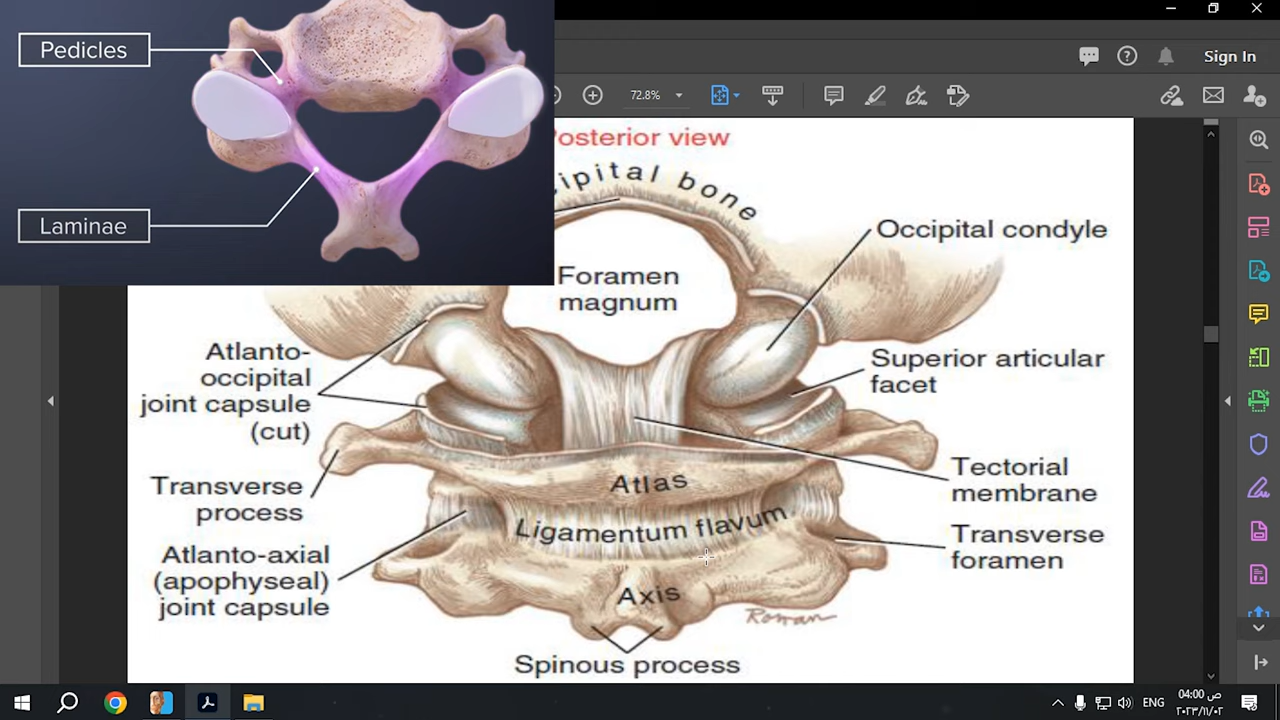 Pedicles
Laminae
Sign In
72.8%
Posterior view
cipital bone
Foramen
magnum
Occipital condyle
Atlanto-
occipital
joint capsule
(cut)
Superior articular
facet
Transverse
process
Atlas
Tectorial
membrane
Ligamentum flavum
Atlanto-axial
(apophyseal)
joint capsule
Transverse
foramen
Axis
Roman
Spinous process
ENG
04:00 ص
٢٠٢٣/١١/٠٢